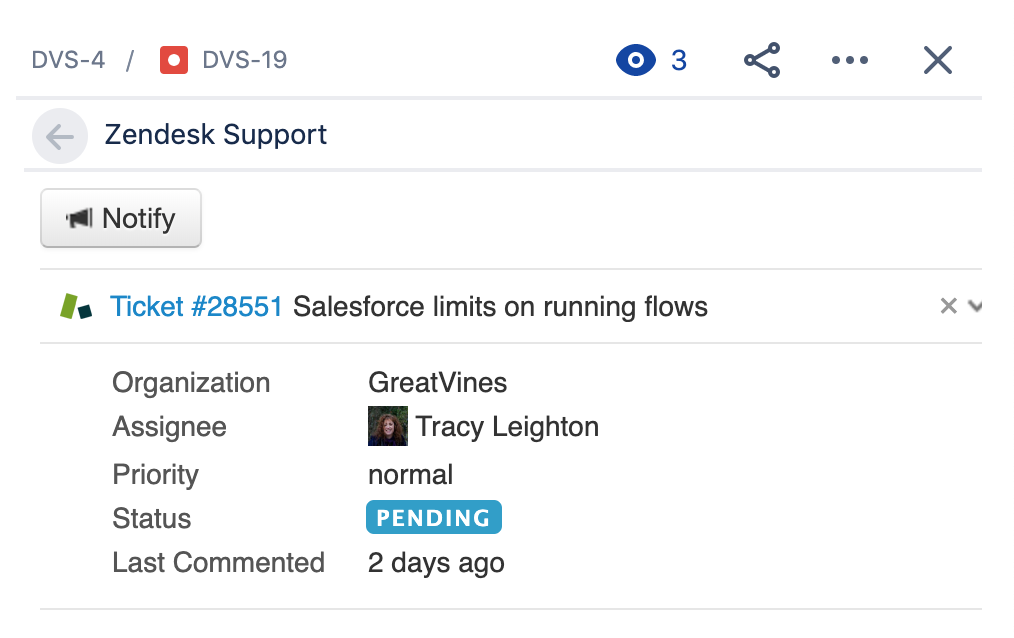 DVS-4 / DVS-19 3
Zendesk Support
Notify
Ticket #28551 Salesforce limits on running flows
Organization GreatVines
Assignee Tracy Leighton
Priority normal
Status PENDING
Last Commented 2 days ago